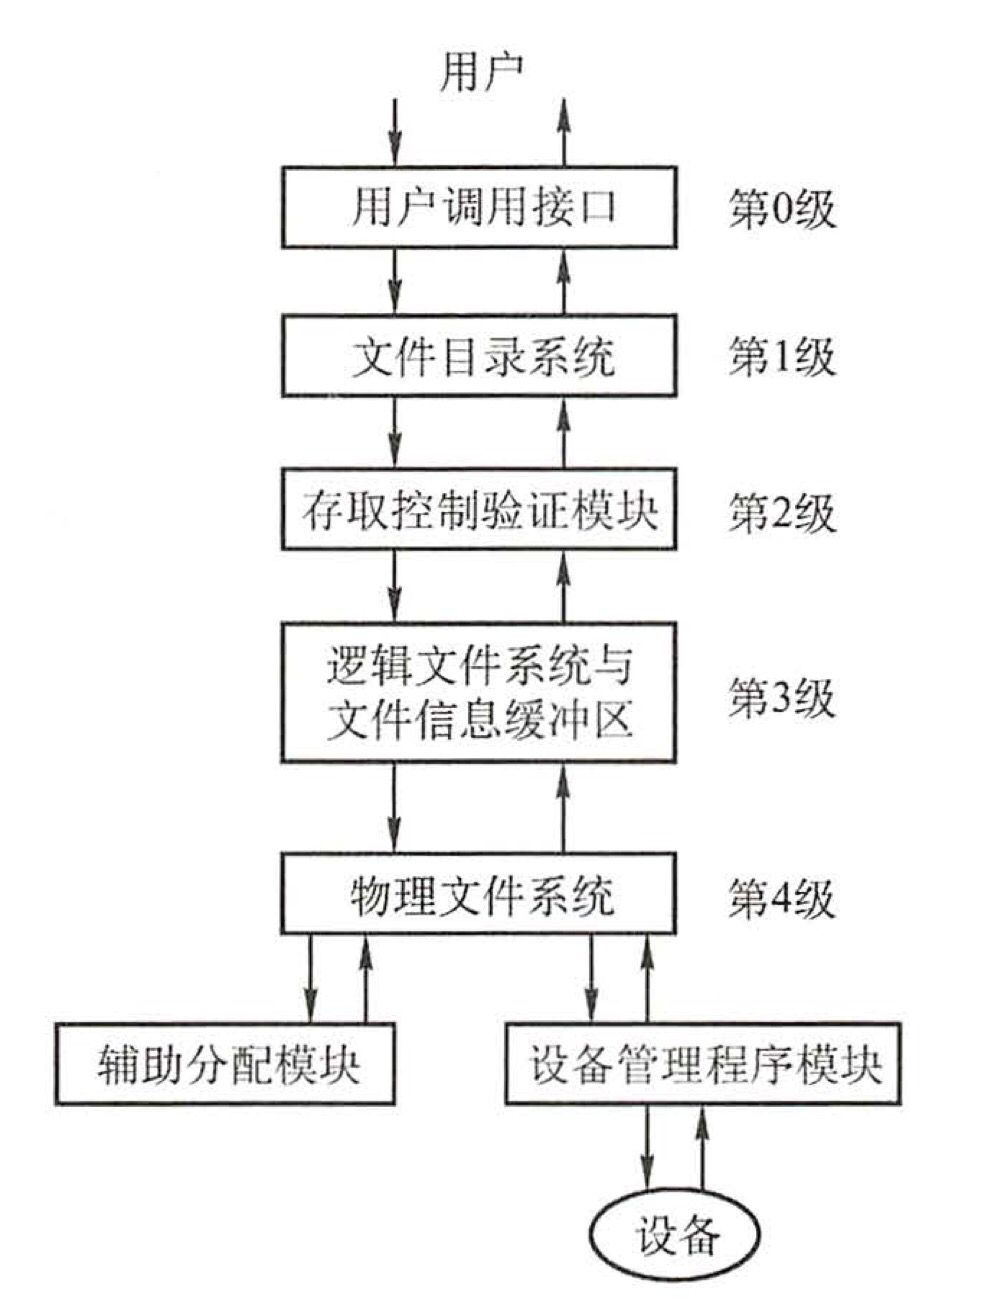 用户
用户调用接口
第0级
文件目录系统
第1级
存取控制验证模块
第2级
逻辑文件系统与
文件信息缓冲区
第3级
物理文件系统
第4级
辅助分配模块
设备管理程序模块
设备